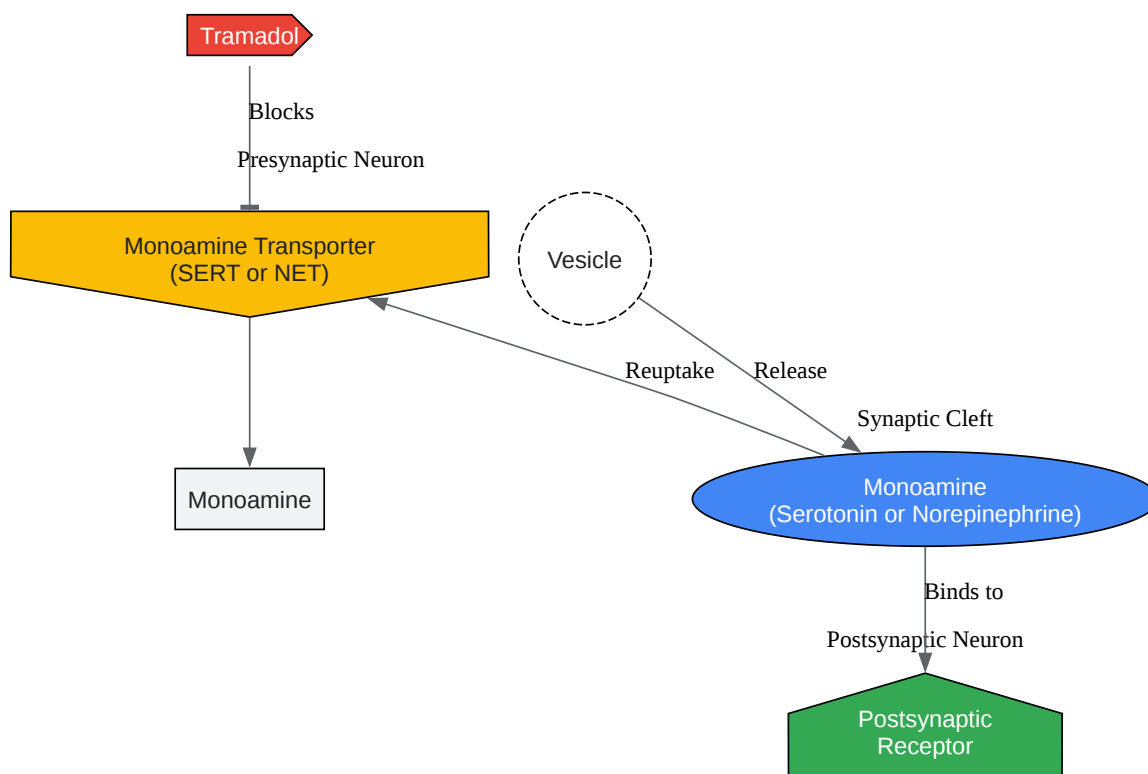 Tramadol
Blocks
Presynaptic Neuron
Monoamine Transporter
(SERT or NET)
Vesicle
Reuptake
Release
Synaptic Cleft
Monoamine
Monoamine
(Serotonin or Norepinephrine)
Binds to
Postsynaptic Neuron
Postsynaptic
Receptor